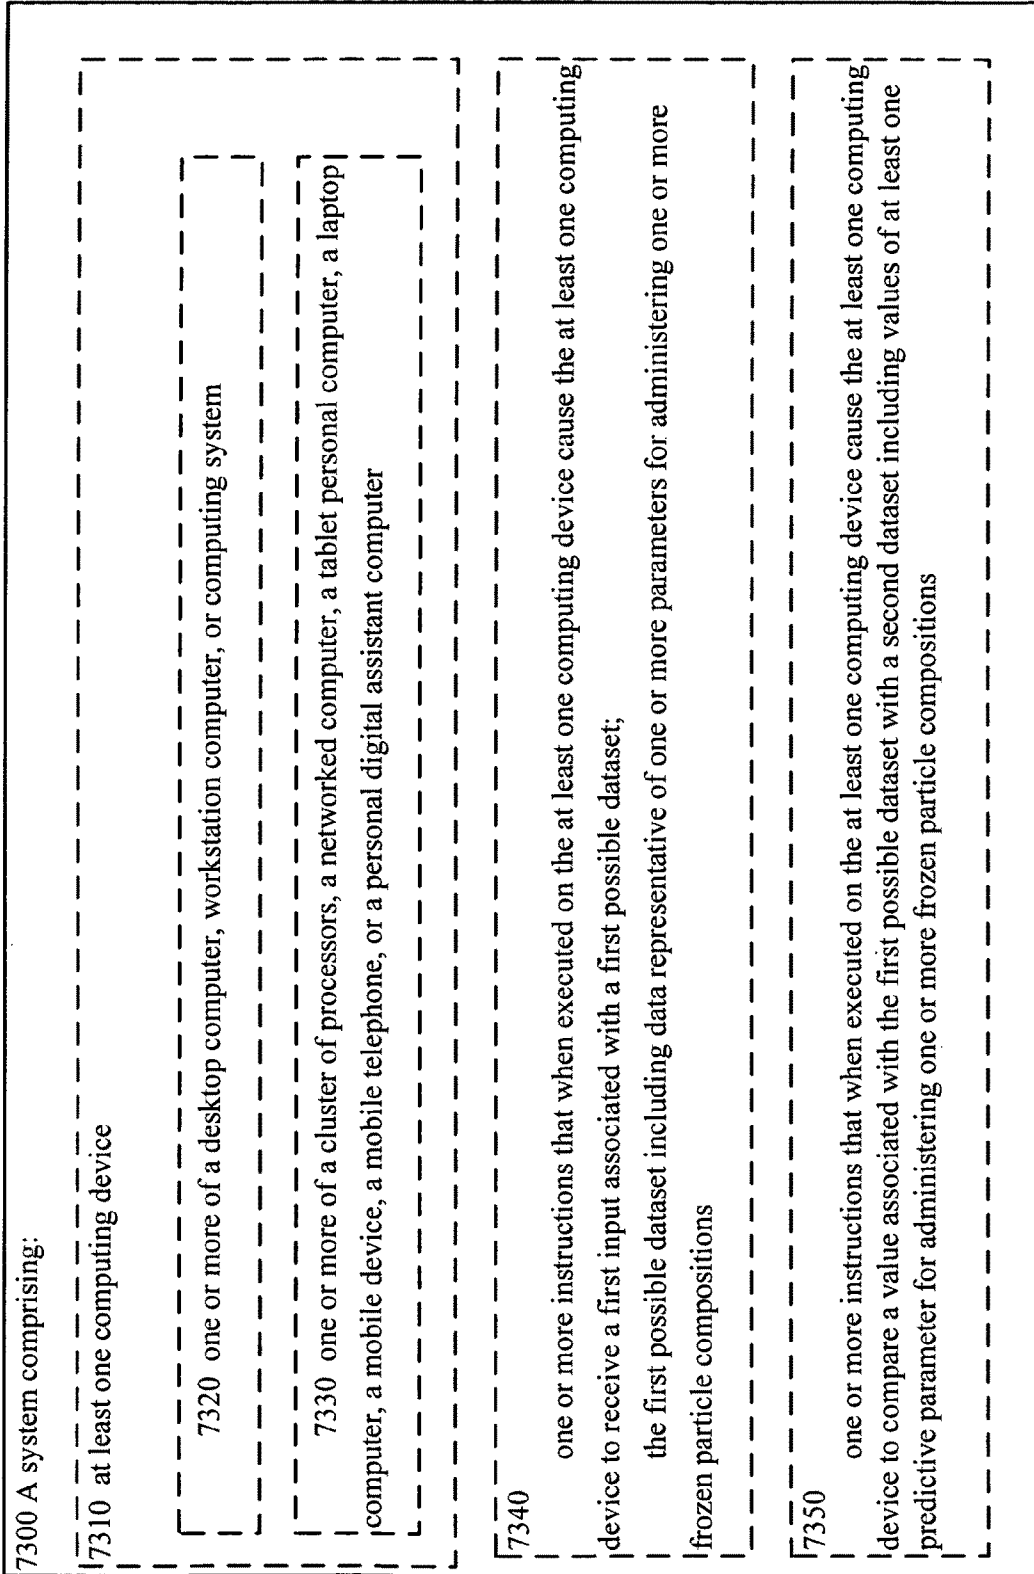 7300 A system comprising:
7310 at least one computing device
7320 one or more of a desktop computer, workstation computer, or computing system
7330 one or more of a cluster of processors, a networked computer, a tablet personal computer, a laptop
computer, a mobile device, a mobile telephone, or a personal digital assistant computer
7340
one or more instructions that when executed on the at least one computing device cause the at least one computing
device to receive a first input associated with a first possible dataset;
the first possible dataset including data representative of one or more parameters for administering one or more
frozen particle compositions
7350
one or more instructions that when executed on the at least one computing device cause the at least one computing
device to compare a value associated with the first possible dataset with a second dataset including values of at least one
predictive parameter for administering one or more frozen particle compositions